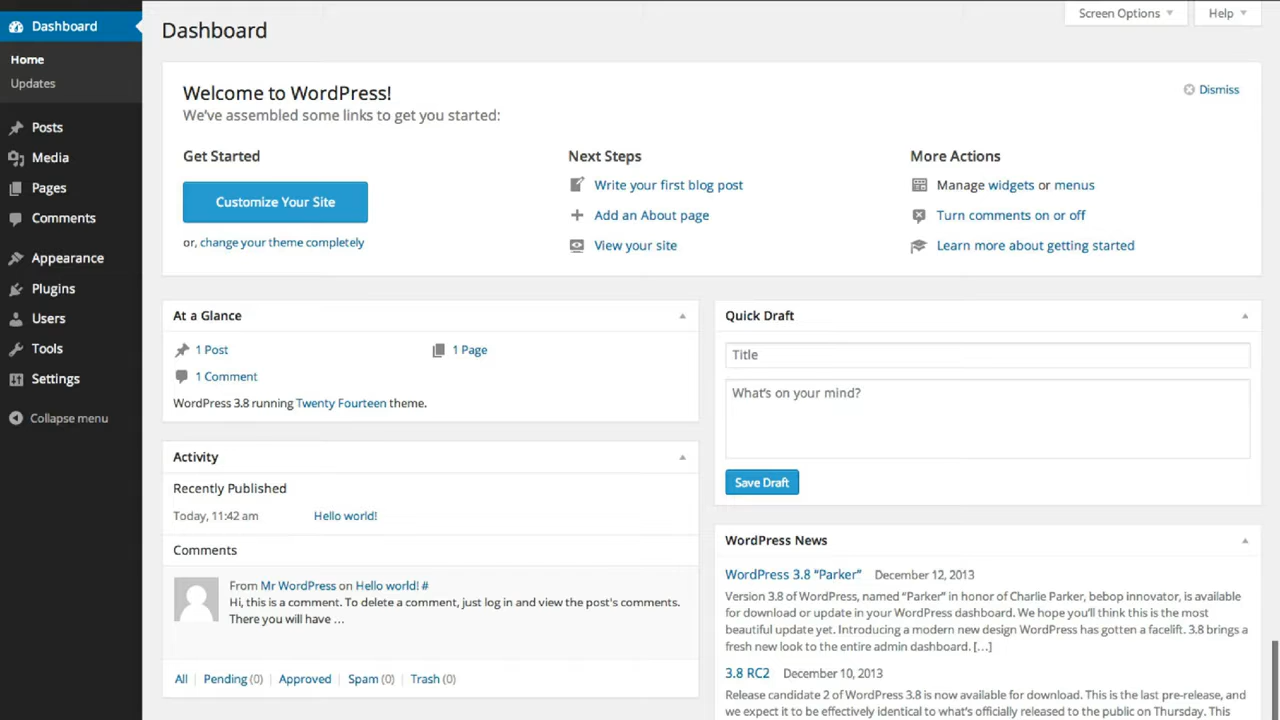 Dashboard
Home
Updates
Posts
Media
Pages
Comments
Appearance
Plugins
Users
Tools
Settings
Collapse menu
Screen Options
Help
Dashboard
Welcome to WordPress!
We've assembled some links to get you started:
Dismiss
Get Started
Customize Your Site
or, change your theme completely
Next Steps
Write your first blog post
Add an About page
View your site
More Actions
Manage widgets or menus
Turn comments on or off
Learn more about getting started
At a Glance
1 Post
1 Page
1 Comment
WordPress 3.8 running Twenty Fourteen theme.
Activity
Recently Published
Today, 11:42 am Hello world!
Comments
From Mr WordPress on Hello world! #
Hi, this is a comment. To delete a comment, just log in and view the post's comments.
There you will have …
All Pending (0) Approved Spam (0) Trash (0)
Quick Draft
Title
What's on your mind?
Save Draft
WordPress News
WordPress 3.8 “Parker” December 12, 2013
Version 3.8 of WordPress, named “Parker” in honor of Charlie Parker, bebop innovator, is available
for download or update in your WordPress dashboard. We hope you'll think this is the most
beautiful update yet. Introducing a modern new design WordPress has gotten a facelift. 3.8 brings a
fresh new look to the entire admin dashboard. […]
3.8 RC2 December 10, 2013
Release candidate 2 of WordPress 3.8 is now available for download. This is the last pre-release, and
we expect it to be effectively identical to what's officially released to the public on Thursday. This